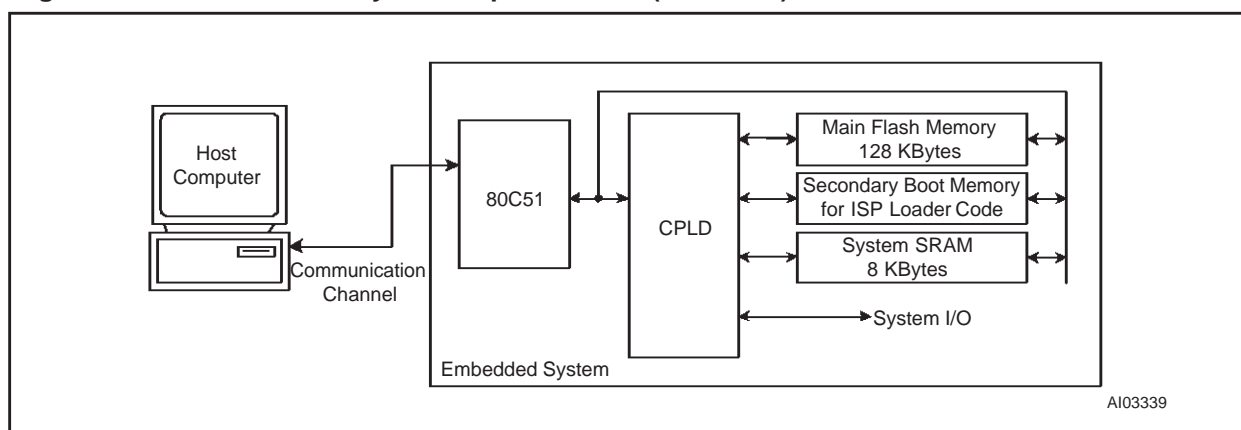 Host
Computer
Communication
Channel
80C51
CPLD
Main Flash Memory
128 KBytes
Secondary Boot Memory
for ISP Loader Code
System SRAM
8 KBytes
System I/O
Embedded System
AI03339